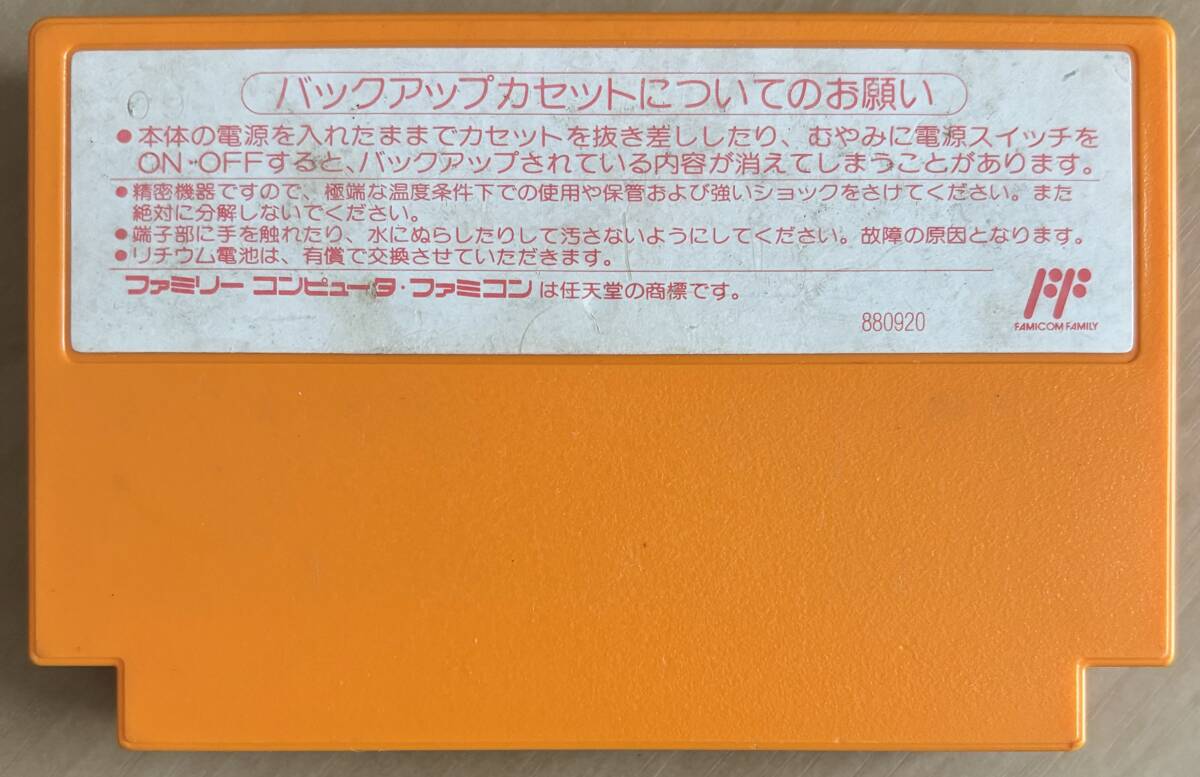 バックアップカセットについてのお願い
●本体の電源を入れたままでカセットを抜き差ししたり、むやみに電源スイッチを
ON・OFFすると、バックアップされている内容が消えてしまうことがあります。
●精密機器ですので、極端な温度条件下での使用や保管および強いショックをさけてください。また
絶対に分解しないでください。
●端子部に手を触れたり、水にぬらしたりして汚さないようにしてください。故障の原因となります。
●リチウム電池は、有償で交換させていただきます。
ファミリー コンピュータ・ファミコンは任天堂の商標です。
880920
FAMICOM FAMILY